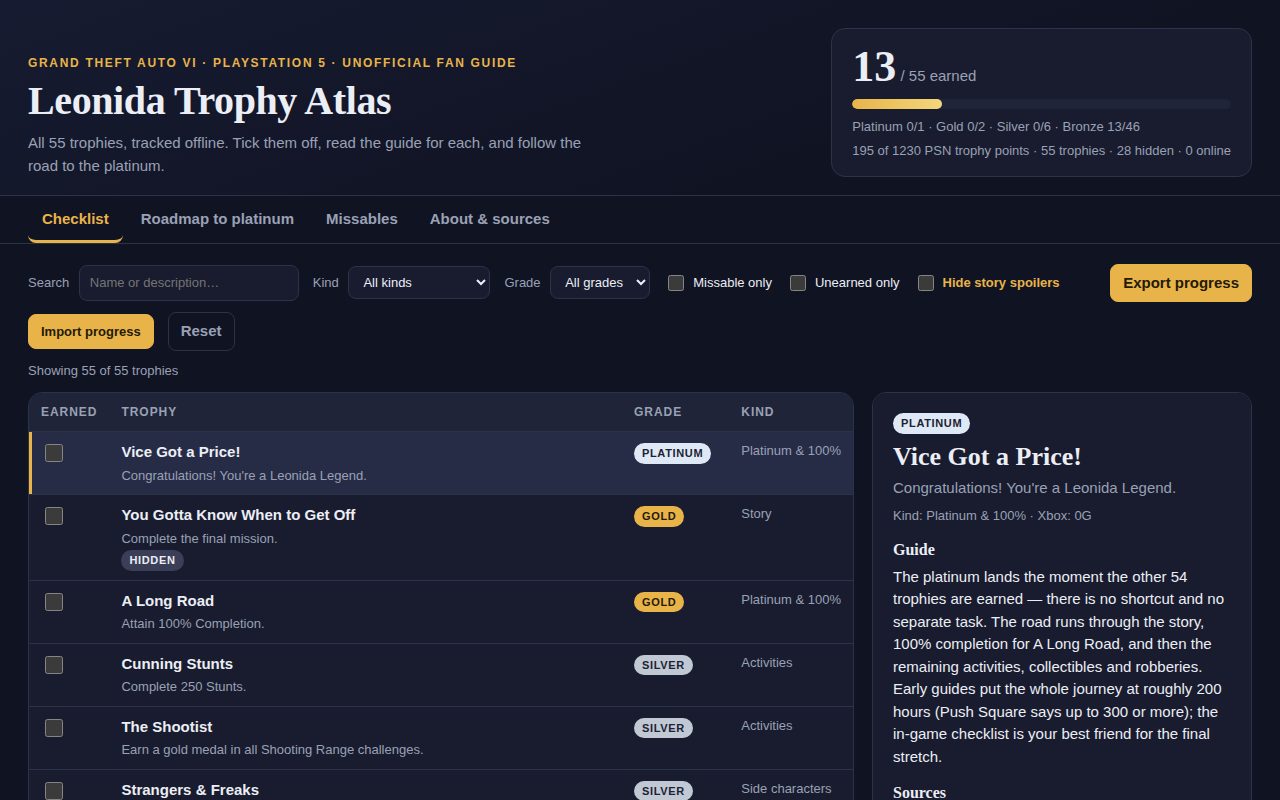 GRAND THEFT AUTO VI · PLAYSTATION 5 · UNOFFICIAL FAN GUIDE
Leonida Trophy Atlas
All 55 trophies, tracked offline. Tick them off, read the guide for each, and follow the
road to the platinum.
13 / 55 earned
Platinum 0/1 · Gold 0/2 · Silver 0/6 · Bronze 13/46
195 of 1230 PSN trophy points · 55 trophies · 28 hidden · 0 online
Checklist Roadmap to platinum Missables About & sources
Search Name or description… Kind All kinds Grade All grades Missable only Unearned only Hide story spoilers Export progress
Import progress Reset
Showing 55 of 55 trophies
EARNED TROPHY GRADE KIND
Vice Got a Price! PLATINUM Platinum & 100%
Congratulations! You're a Leonida Legend.
You Gotta Know When to Get Off GOLD Story
Complete the final mission.
HIDDEN
A Long Road GOLD Platinum & 100%
Attain 100% Completion.
Cunning Stunts SILVER Activities
Complete 250 Stunts.
The Shootist SILVER Activities
Earn a gold medal in all Shooting Range challenges.
Strangers & Freaks SILVER Side characters
PLATINUM
Vice Got a Price!
Congratulations! You're a Leonida Legend.
Kind: Platinum & 100% · Xbox: 0G
Guide
The platinum lands the moment the other 54
trophies are earned — there is no shortcut and no
separate task. The road runs through the story,
100% completion for A Long Road, and then the
remaining activities, collectibles and robberies.
Early guides put the whole journey at roughly 200
hours (Push Square says up to 300 or more); the
in-game checklist is your best friend for the final
stretch.
Sources